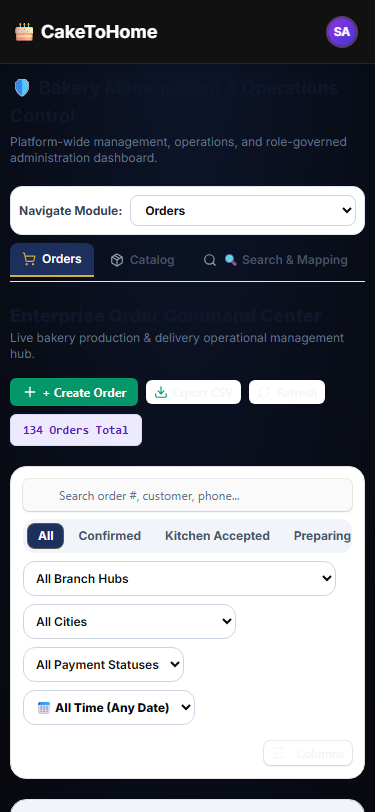 CakeToHome
SA
Bakery Management & Operations
Control
Platform-wide management, operations, and role-governed
administration dashboard.
Navigate Module: Orders
Orders Catalog Search & Mapping
Enterprise Order Command Center
Live bakery production & delivery operational management
hub.
+ Create Order Export CSV Refresh
134 Orders Total
Search order #, customer, phone...
All Confirmed Kitchen Accepted Preparing
All Branch Hubs
All Cities
All Payment Statuses
All Time (Any Date)
Columns